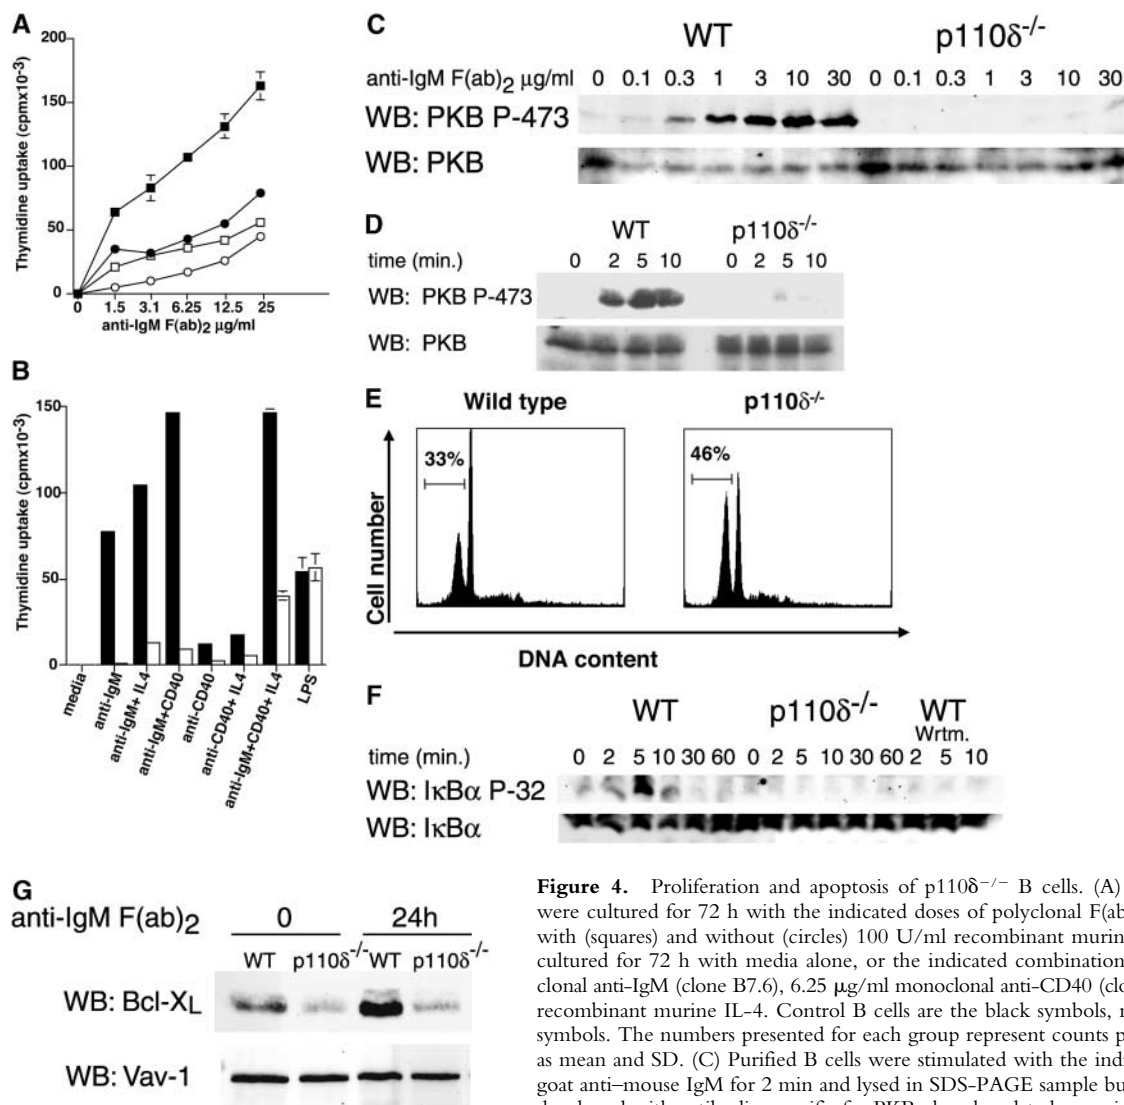 A
200
150
100
50
0
Thymidine uptake (cpmx10-3)
0 1.5 3.1 6.25 12.5 25
anti-IgM F(ab)2 µg/ml
B
150
100
50
0
Thymidine uptake (cpmx10-3)
media
anti-IgM
anti-IgM+ IL4
anti-IgM+CD40
anti-CD40
anti-CD40+ IL4
anti-IgM+CD40+ IL4
LPS
C
WT p110δ-/-
anti-IgM F(ab)2 µg/ml 0 0.1 0.3 1 3 10 30 0 0.1 0.3 1 3 10 30
WB: PKB P-473
WB: PKB
D
WT p110δ-/-
time (min.) 0 2 5 10 0 2 5 10
WB: PKB P-473
WB: PKB
E
Wild type p110δ-/-
33% 46%
Cell number
DNA content
F
WT p110δ-/- WT
Wrtm.
time (min.) 0 2 5 10 30 60 0 2 5 10 30 60 2 5 10
WB: IκBα P-32
WB: IκBα
G
anti-IgM F(ab)2 0 24h
WT p110δ-/- WT p110δ-/-
WB: Bcl-XL
WB: Vav-1
Figure 4. Proliferation and apoptosis of p110δ−/− B cells. (A)
were cultured for 72 h with the indicated doses of polyclonal F(ab
with (squares) and without (circles) 100 U/ml recombinant murin
cultured for 72 h with media alone, or the indicated combination
clonal anti-IgM (clone B7.6), 6.25 µg/ml monoclonal anti-CD40 (clo
recombinant murine IL-4. Control B cells are the black symbols,
symbols. The numbers presented for each group represent counts p
as mean and SD. (C) Purified B cells were stimulated with the indi
goat anti–mouse IgM for 2 min and lysed in SDS-PAGE sample bu